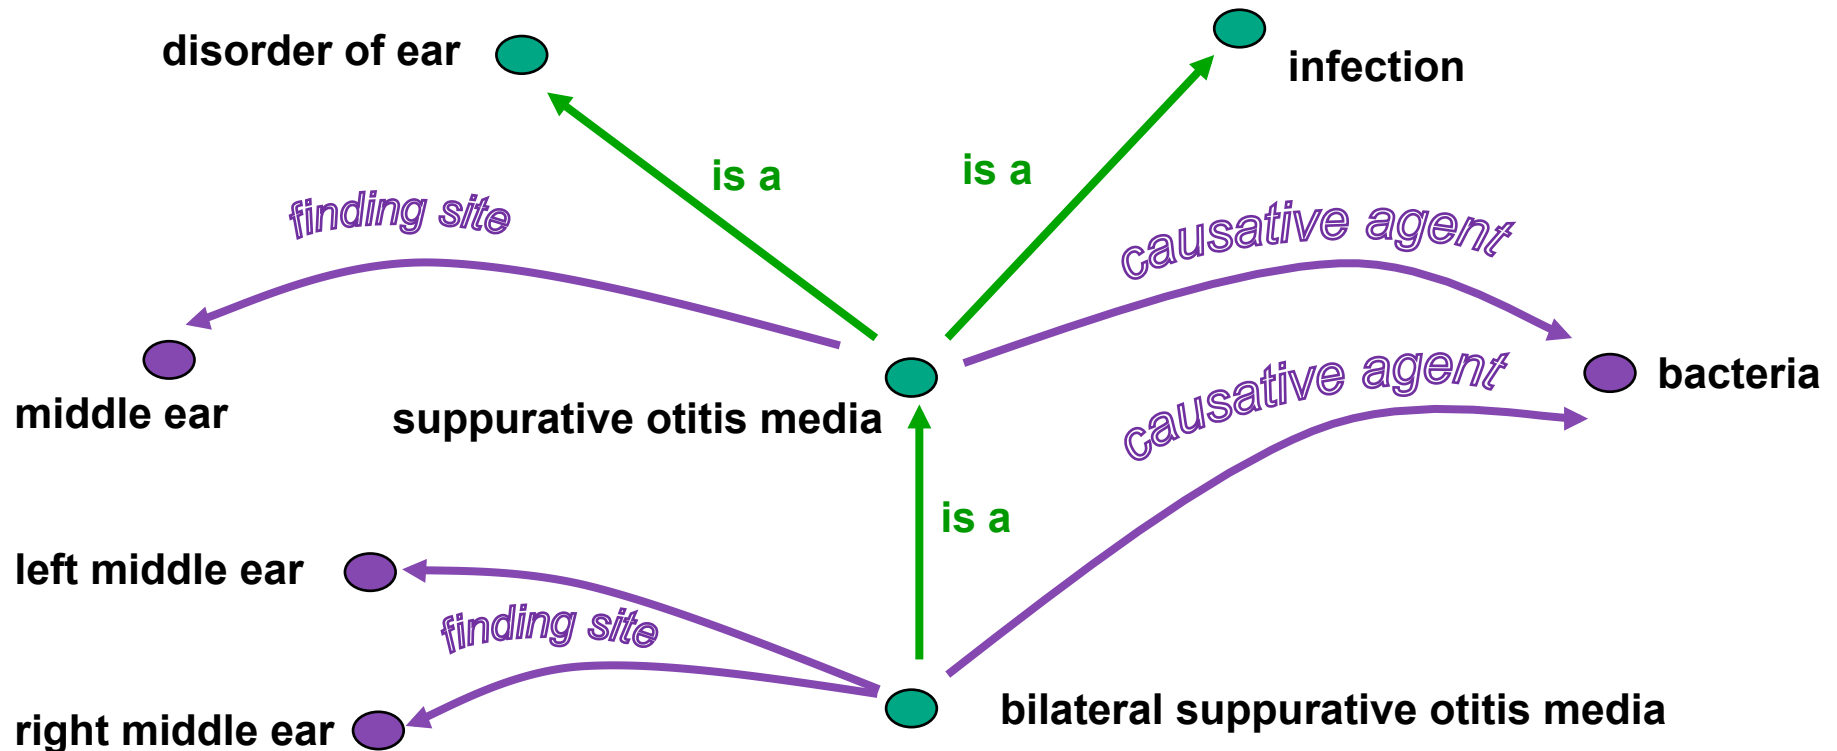 disorder of ear
infection
is a
is a
finding site
causative agent
middle ear
suppurative otitis media
causative agent
bacteria
is a
left middle ear
finding site
right middle ear
bilateral suppurative otitis media